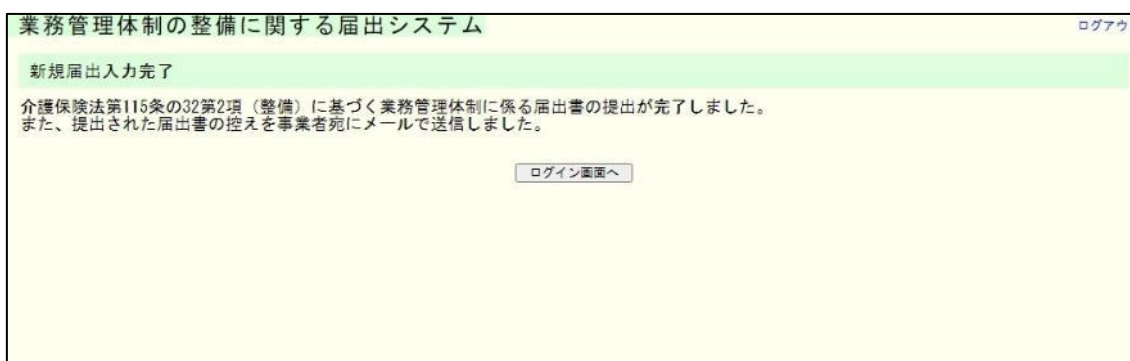 業務管理体制の整備に関する届出システム
ログアウ
新規届出入力完了
介護保険法第115条の32第2項（整備）に基づく業務管理体制に係る届出書の提出が完了しました。
また、提出された届出書の控えを事業者宛にメールで送信しました。
ログイン画面へ